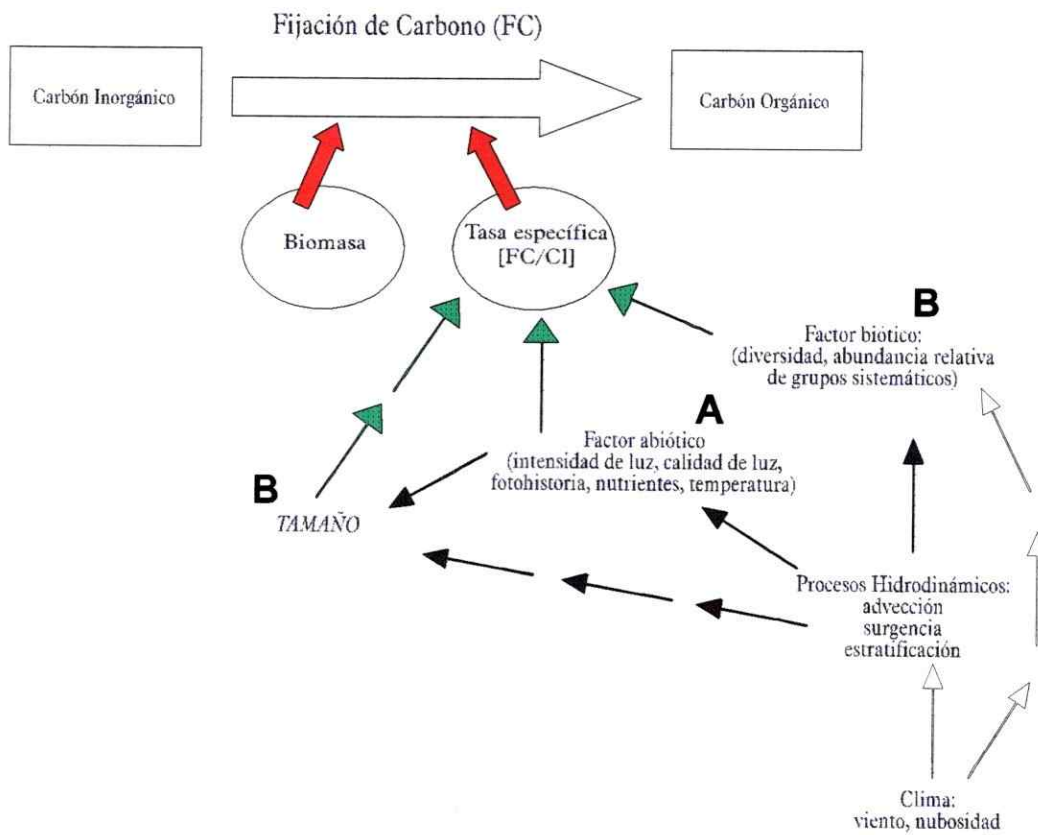 Fijación de Carbono (FC)
Carbón Inorgánico
Carbón Orgánico
Biomasa
Tasa específica
[FC/Cl]
B
Factor biótico:
(diversidad, abundancia relativa
de grupos sistemáticos)
A
Factor abiótico
(intensidad de luz, calidad de luz,
fotohistoria, nutrientes, temperatura)
B
TAMAÑO
Procesos Hidrodinámicos:
advección
surgencia
estratificación
Clima:
viento, nubosidad